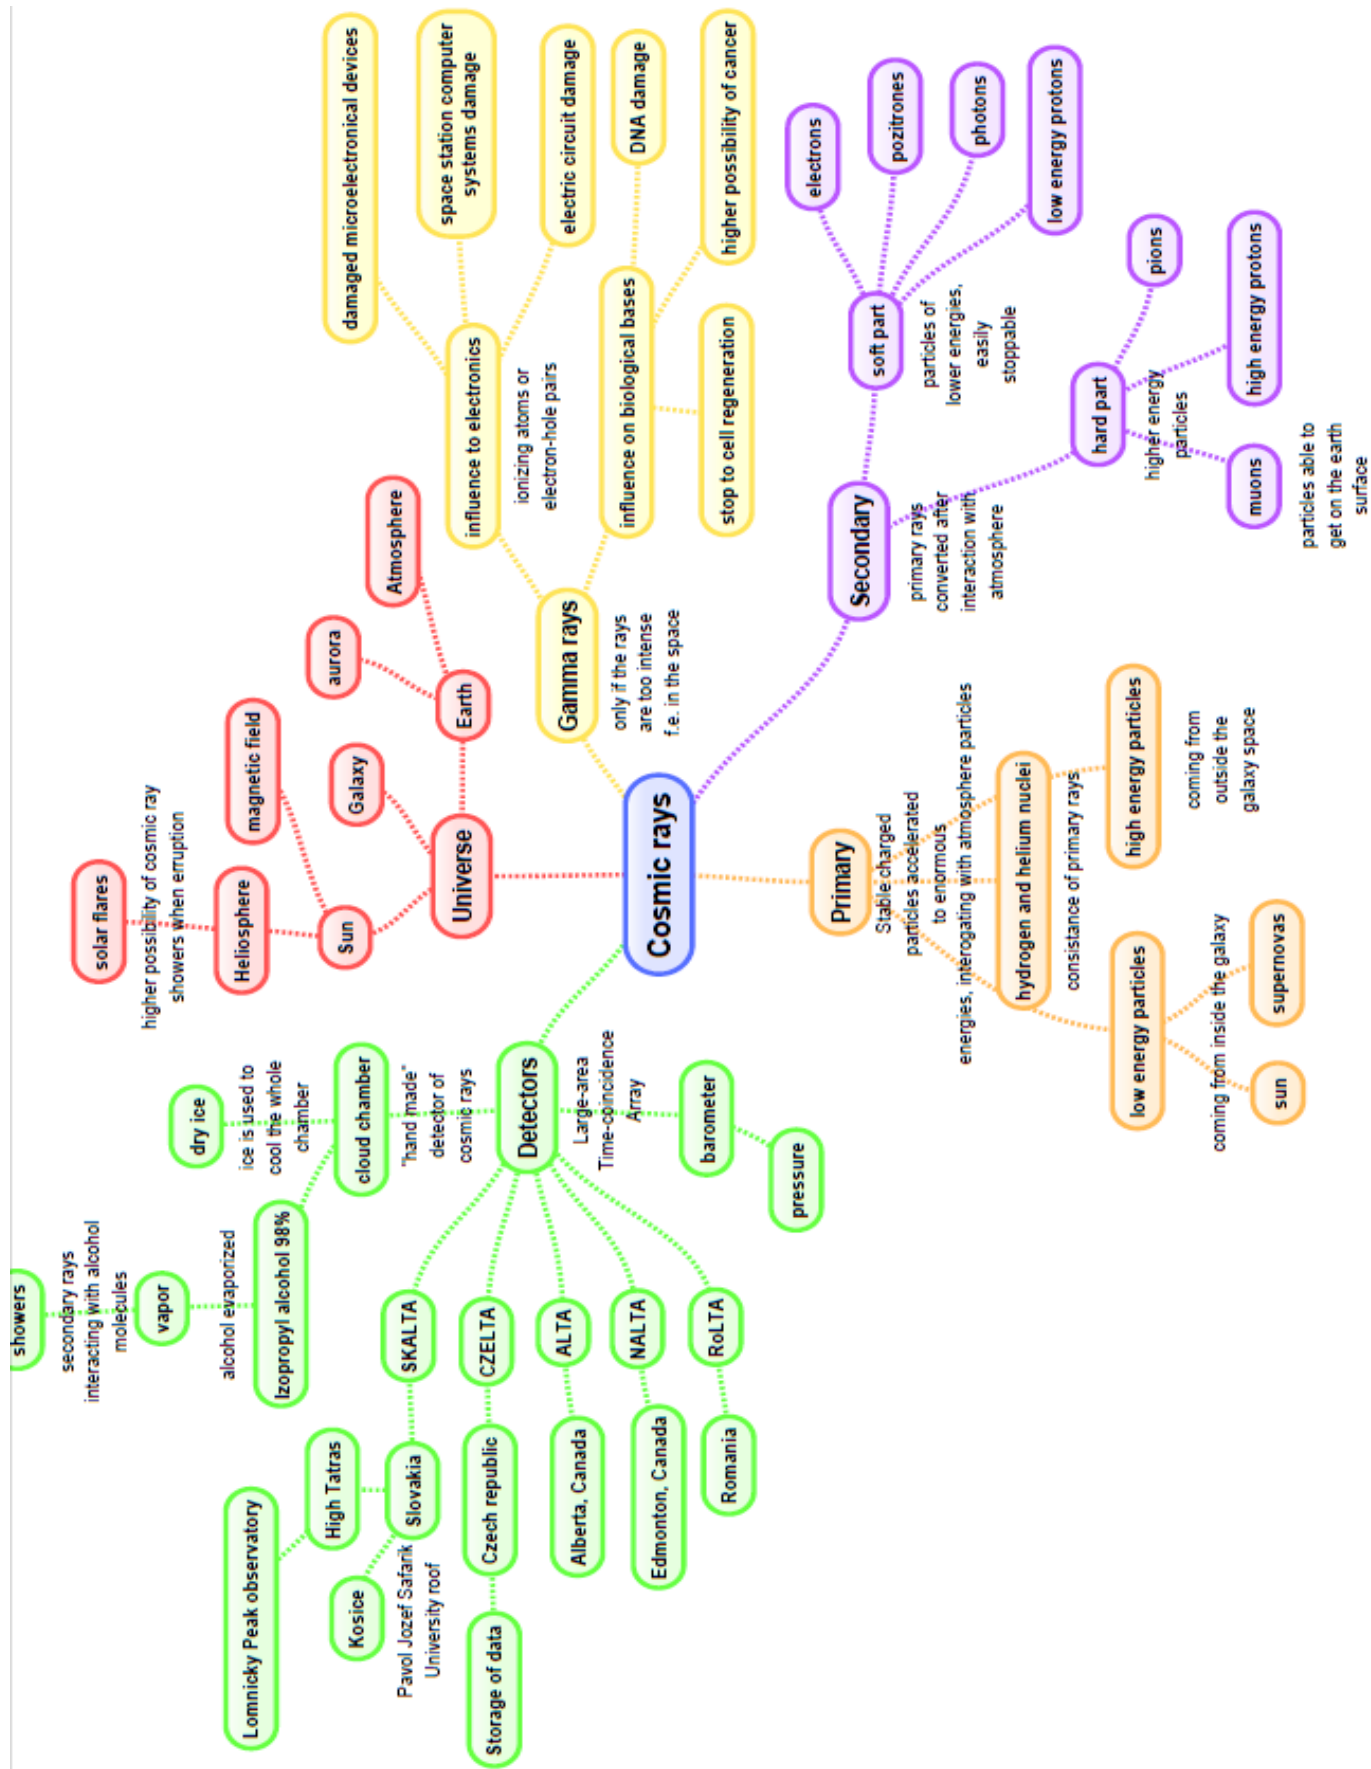 Cosmic rays
Detectors
Large-area
Time-coincidence
Array
cloud chamber
"hand made"
detector of
cosmic rays
dry ice
ice is used to
cool the whole
chamber
Izopropyl alcohol 98%
alcohol evaporized
vapor
secondary rays
interacting with alcohol
molecules
showers
SKALTA
Slovakia
High Tatras
Lomnicky Peak observatory
Kosice
Pavol Jozef Safarik
University roof
CZELTA
Czech republic
Storage of data
ALTA
Alberta, Canada
NALTA
Edmonton, Canada
RoLTA
Romania
barometer
pressure
Universe
Sun
Heliosphere
solar flares
higher possibility of cosmic ray
showers when erruption
magnetic field
Galaxy
Earth
aurora
Atmosphere
Gamma rays
only if the rays
are too intense
f.e. in the space
influence to electronics
ionizing atoms or
electron-hole pairs
damaged microelectronical devices
space station computer
systems damage
electric circuit damage
influence on biological bases
DNA damage
higher possibility of cancer
stop to cell regeneration
Secondary
primary rays
converted after
interaction with
atmosphere
soft part
particles of
lower energies,
easily
stoppable
electrons
pozitrones
photons
low energy protons
hard part
higher energy
particles
pions
high energy protons
muons
particles able to
get on the earth
surface
Primary
Stable charged
particles accelerated
to enormous
energies, interogating with atmosphere particles
hydrogen and helium nuclei
consistance of primary rays
high energy particles
coming from
outside the
galaxy space
low energy particles
coming from inside the galaxy
sun
supernovas